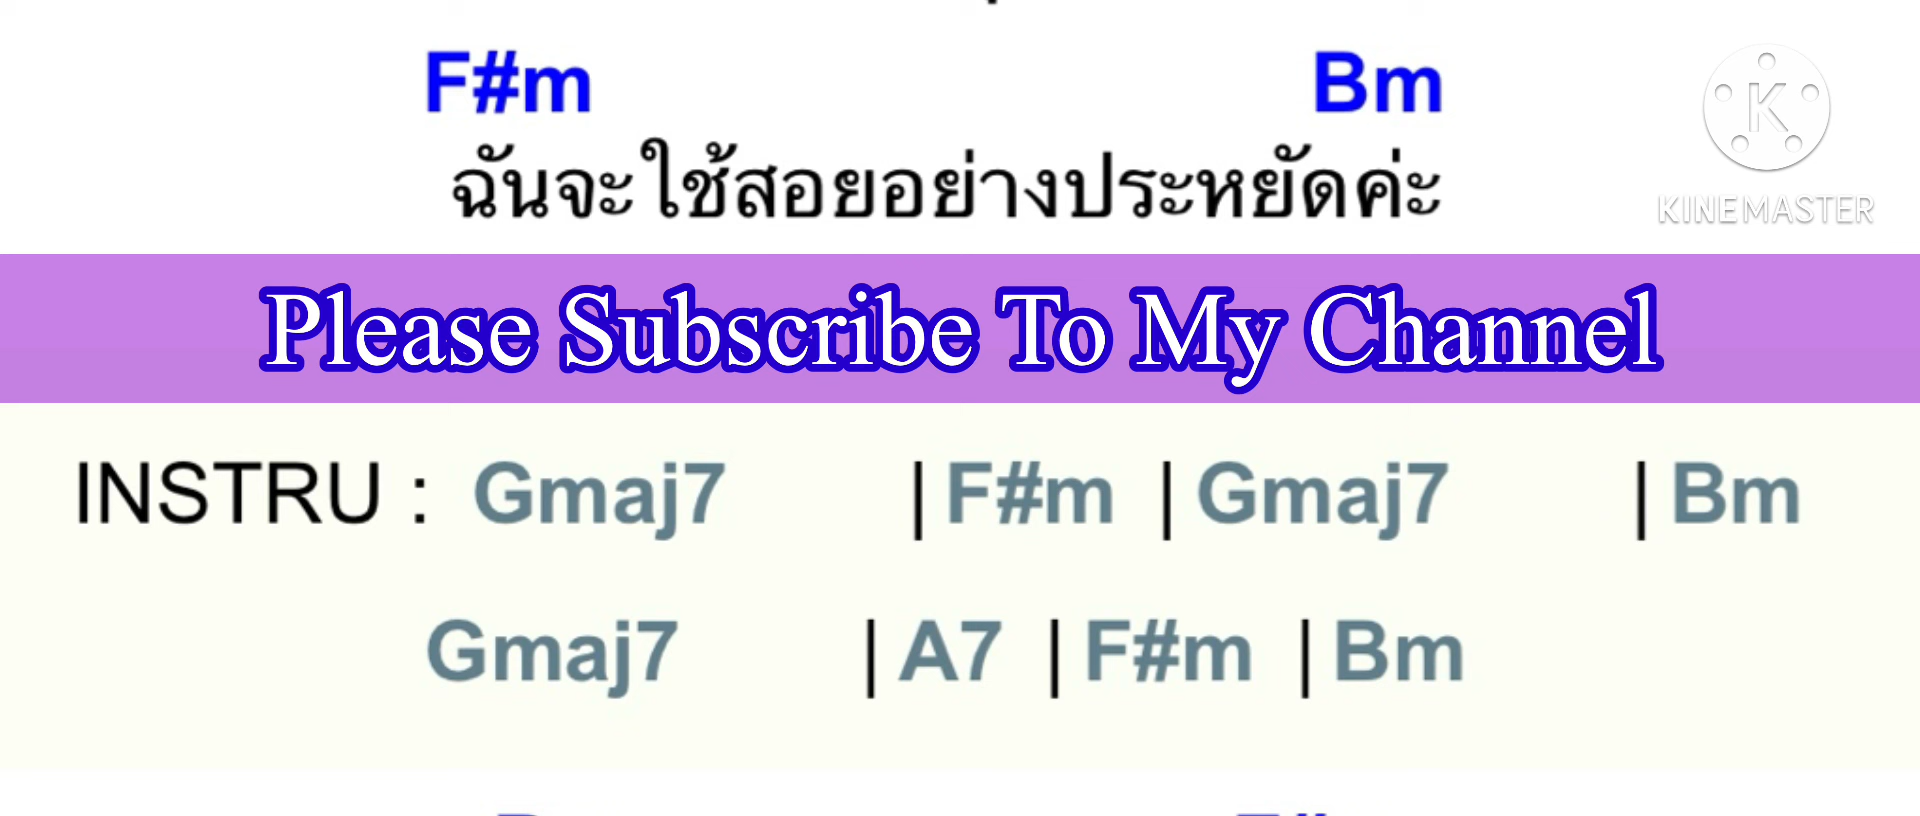 F#m Bm
ฉันจะใช้สอยอย่างประหยัดค่ะ
K
KINEMASTER
Please Subscribe To My Channel
INSTRU : Gmaj7 | F#m | Gmaj7 | Bm
Gmaj7 | A7 | F#m | Bm